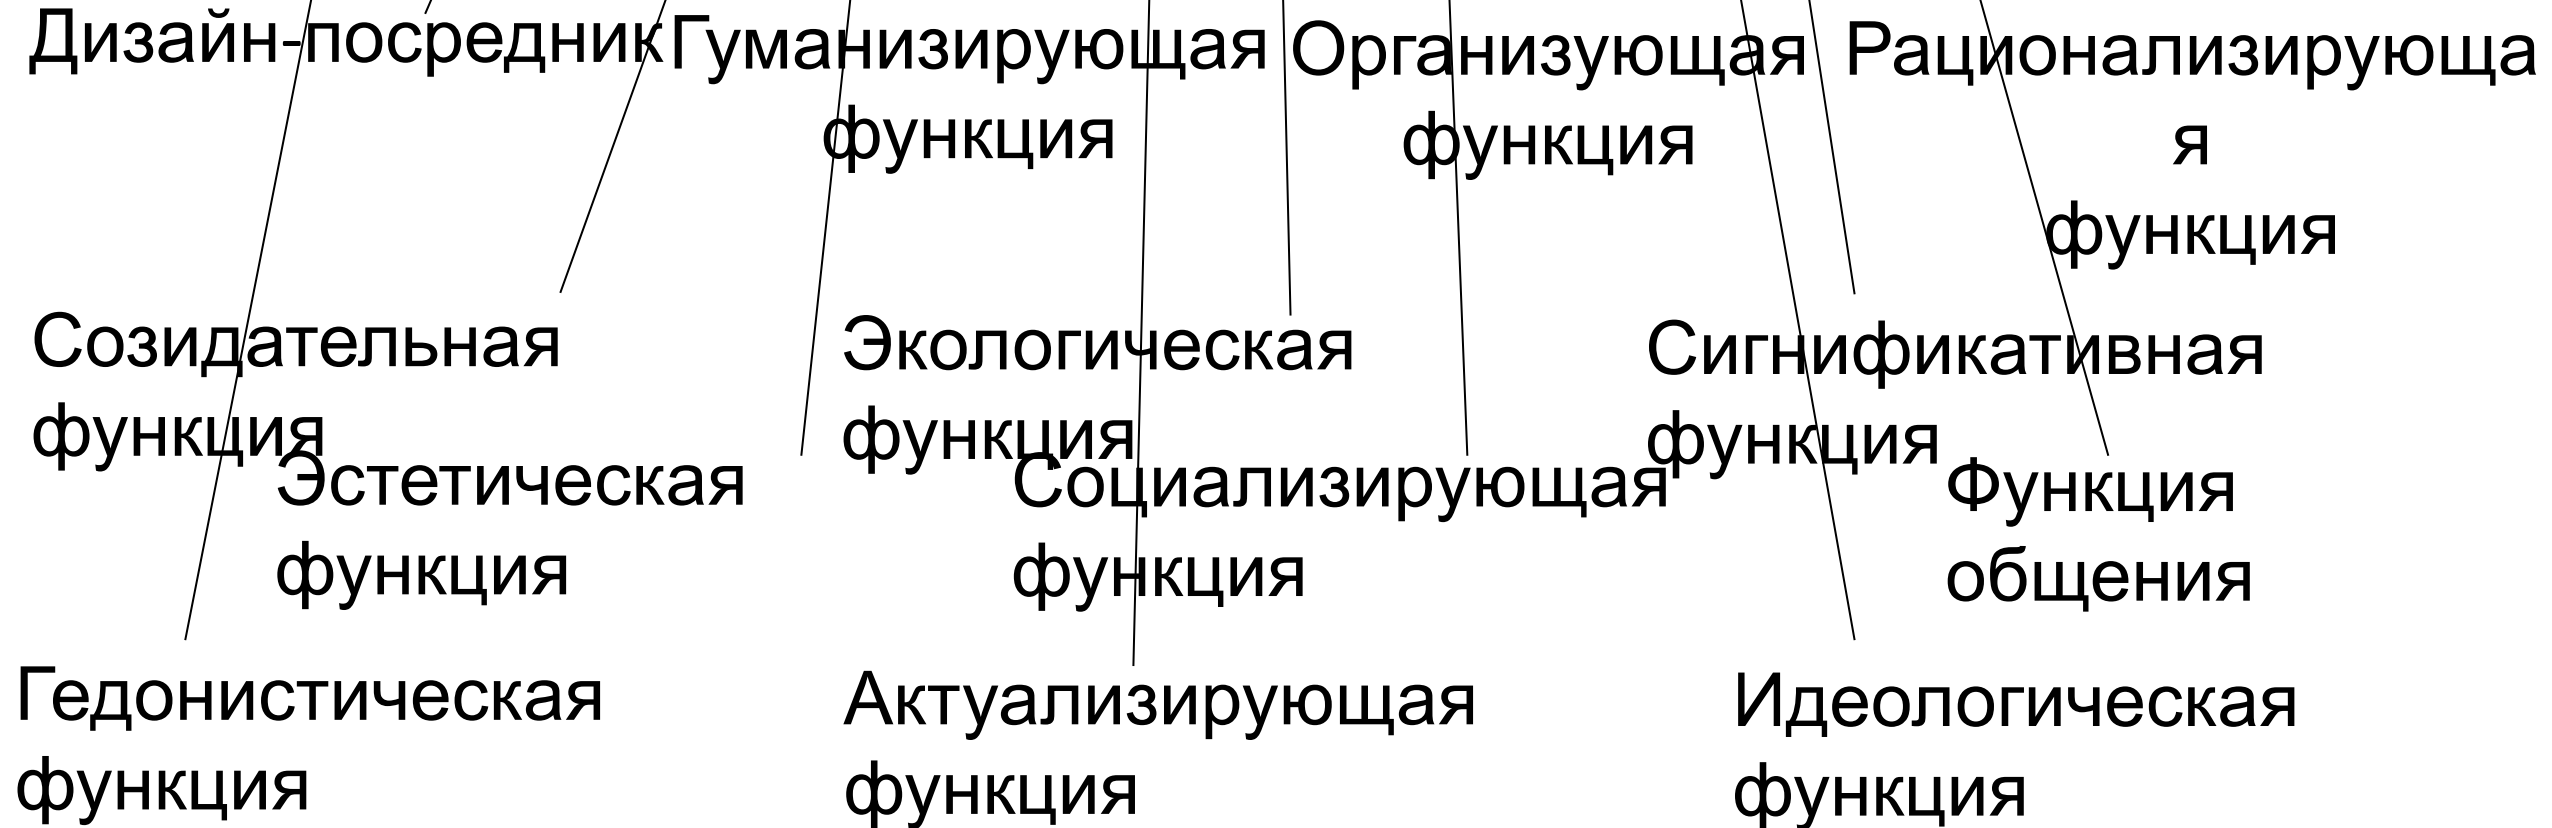 Дизайн-посредник
Гуманизирующая
функция
Организующая
функция
Рационализирующа
я
функция
Созидательная
функция
Экологическая
функция
Сигнификативная
функция
Эстетическая
функция
Социализирующая
функция
Функция
общения
Гедонистическая
функция
Актуализирующая
функция
Идеологическая
функция